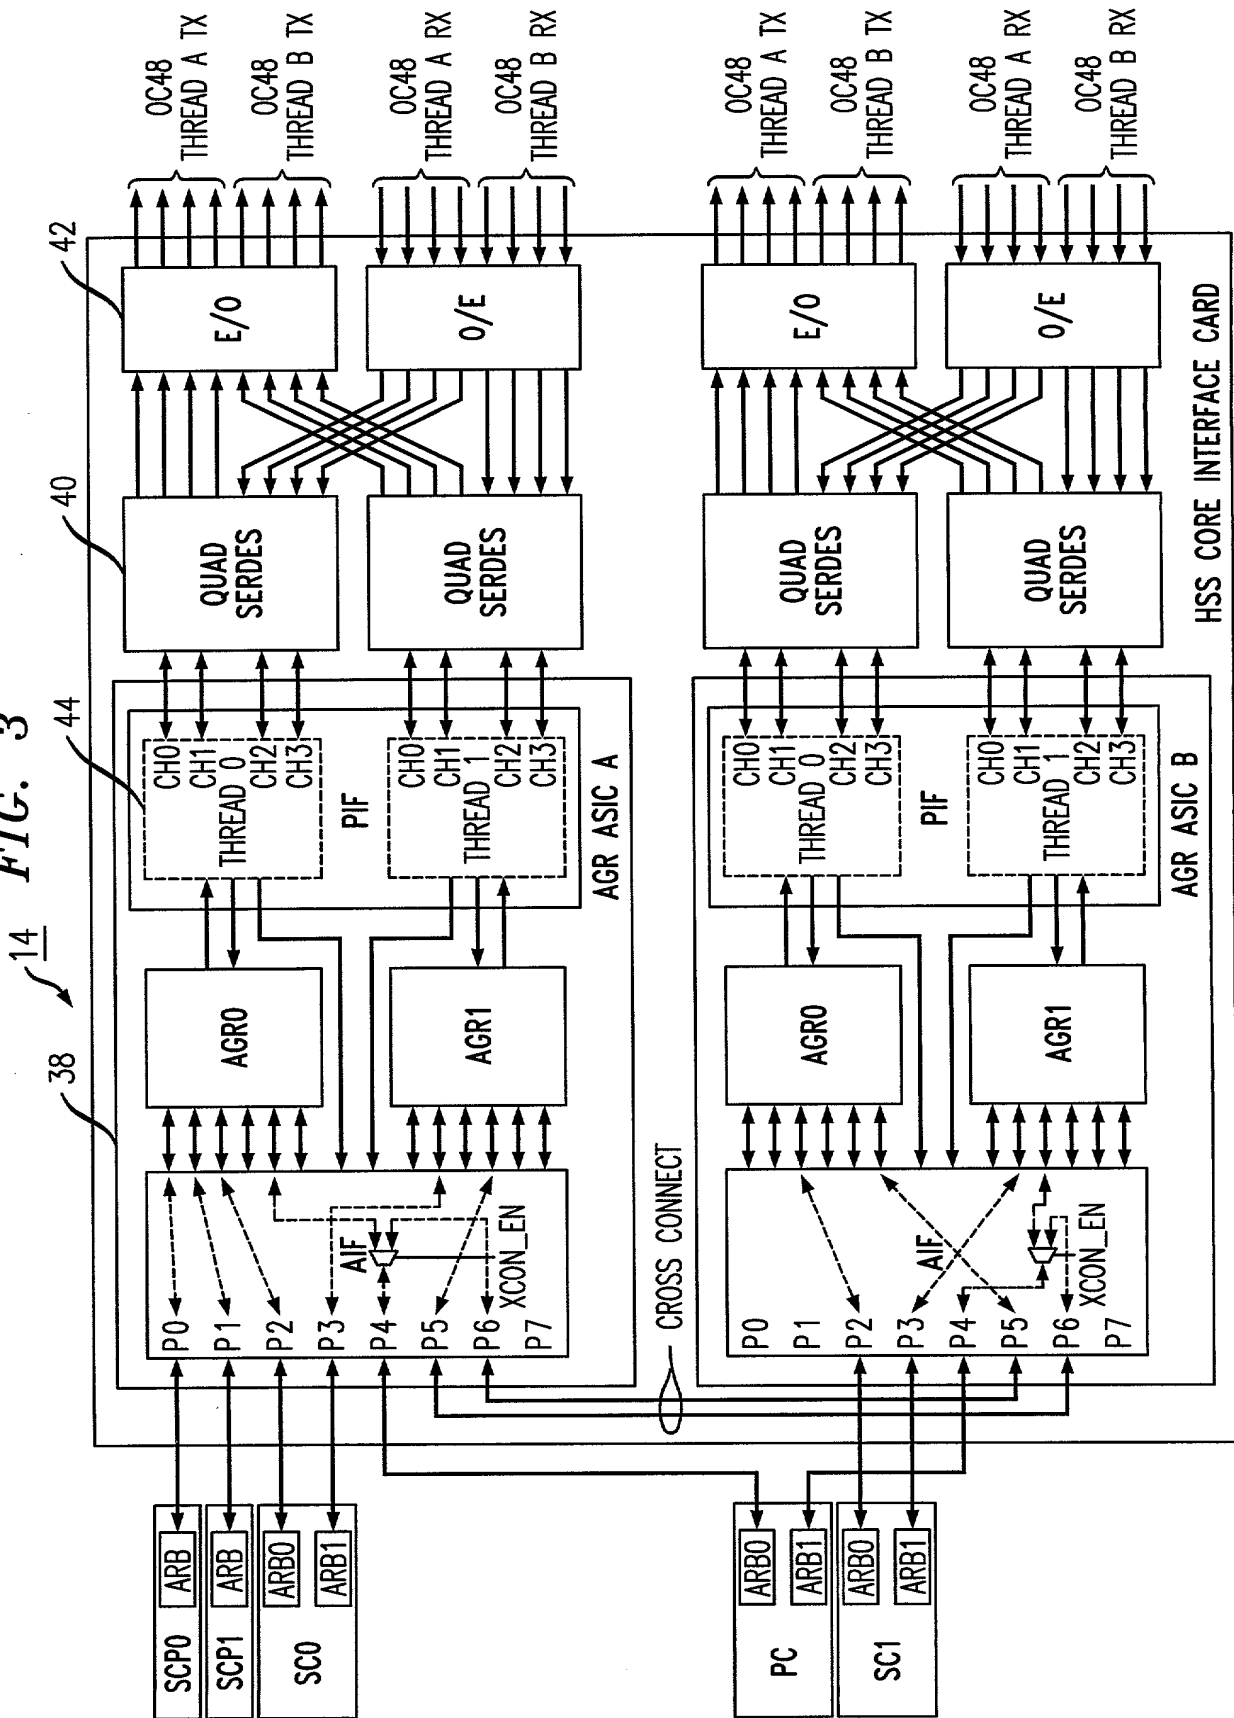 FIG. 3
14
38
44
40
42
SCP0
ARB
SCP1
ARB
SC0
ARB0
ARB1
P0
P1
P2
P3
P4
P5
P6
P7
AIF
XCON_EN
AGR0
AGR1
CH0
CH1
THREAD 0
CH2
CH3
PIF
CH0
CH1
THREAD 1
CH2
CH3
AGR ASIC A
QUAD
SERDES
QUAD
SERDES
E/O
O/E
OC48
THREAD A TX
OC48
THREAD B TX
OC48
THREAD A RX
OC48
THREAD B RX
CROSS CONNECT
PC
ARB0
ARB1
SC1
ARB0
ARB1
P0
P1
P2
P3
P4
P5
P6
P7
AIF
XCON_EN
AGR0
AGR1
CH0
CH1
THREAD 0
CH2
CH3
PIF
CH0
CH1
THREAD 1
CH2
CH3
AGR ASIC B
QUAD
SERDES
QUAD
SERDES
E/O
O/E
OC48
THREAD A TX
OC48
THREAD B TX
OC48
THREAD A RX
OC48
THREAD B RX
HSS CORE INTERFACE CARD